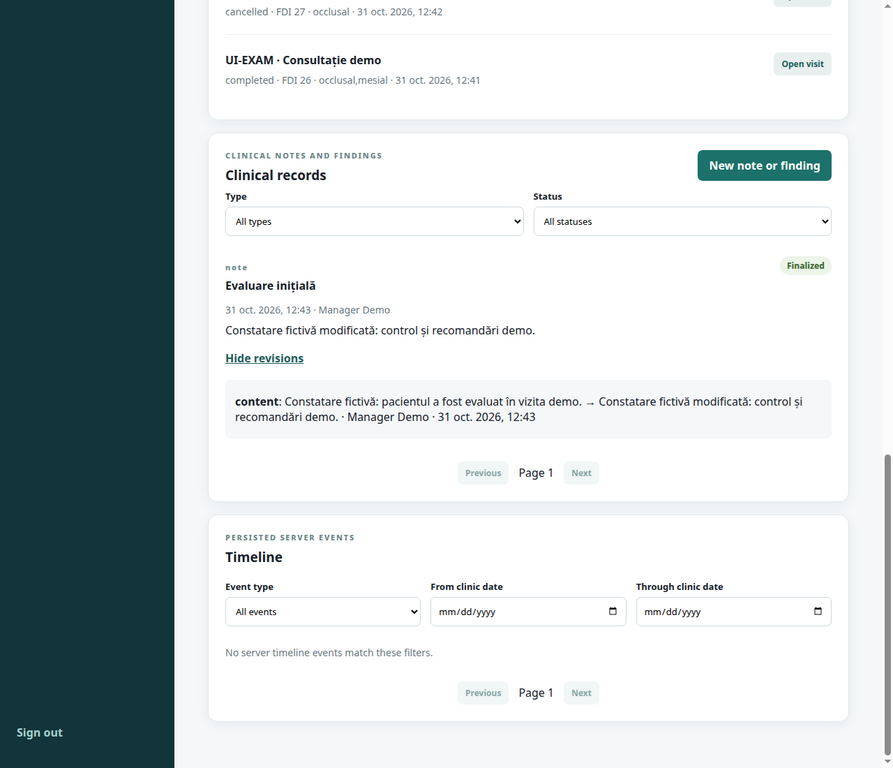 cancelled · FDI 27 · occlusal · 31 oct. 2026, 12:42
UI-EXAM · Consultație demo
Open visit
completed · FDI 26 · occlusal,mesial · 31 oct. 2026, 12:41
CLINICAL NOTES AND FINDINGS
Clinical records
New note or finding
Type
Status
All types
All statuses
note
Finalized
Evaluare inițială
31 oct. 2026, 12:43 · Manager Demo
Constatare fictivă modificată: control și recomandări demo.
Hide revisions
content: Constatare fictivă: pacientul a fost evaluat în vizita demo. → Constatare fictivă modificată: control și
recomandări demo. · Manager Demo · 31 oct. 2026, 12:43
Previous Page 1 Next
PERSISTED SERVER EVENTS
Timeline
Event type
From clinic date
Through clinic date
All events
mm/dd/yyyy
mm/dd/yyyy
No server timeline events match these filters.
Previous Page 1 Next
Sign out